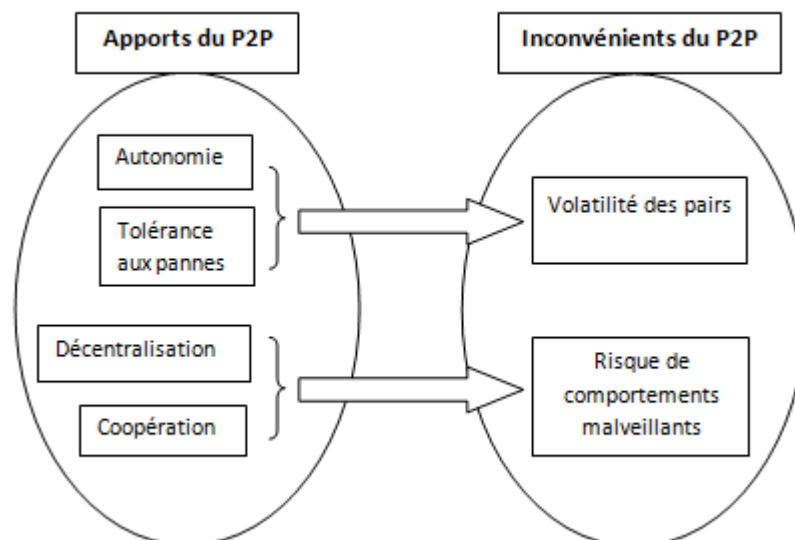 Apports du P2P
Autonomie
Tolérance
aux pannes
Décentralisation
Coopération
Inconvénients du P2P
Volatilité des pairs
Risque de
comportements
malveillants